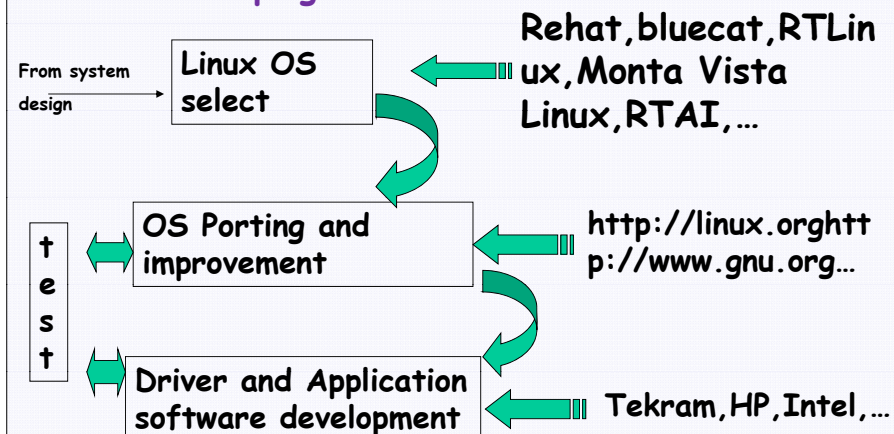 From system
design
Linux OS
select
Rehat,bluecat,RTLin
ux,Monta Vista
Linux,RTAI,…
OS Porting and
improvement
http://linux.orghtt
p://www.gnu.org…
t
e
s
t
Driver and Application
software development
Tekram,HP,Intel,…